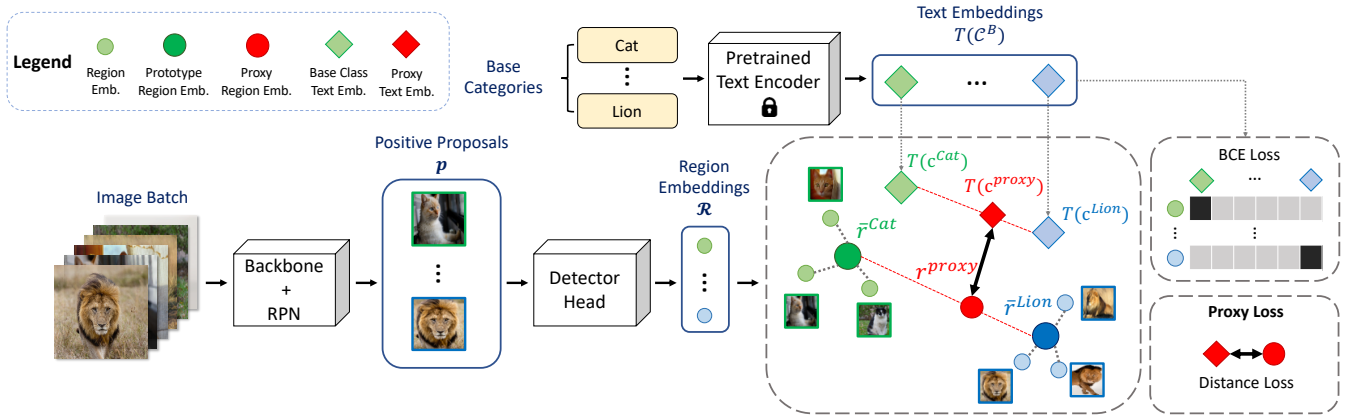 Legend
Region
Emb.
Prototype
Region Emb.
Proxy
Region Emb.
Base Class
Text Emb.
Proxy
Text Emb.
Base
Categories
Cat
⋮
Lion
Pretrained
Text Encoder
Text Embeddings
T(C^B)
...
Image Batch
Backbone
+
RPN
Positive Proposals
p
⋮
Detector
Head
Region
Embeddings
R
⋮
T(c^Cat)
T(c^proxy)
T(c^Lion)
r̄^Cat
r^proxy
r̄^Lion
BCE Loss
...
⋮ ⋮
Proxy Loss
Distance Loss